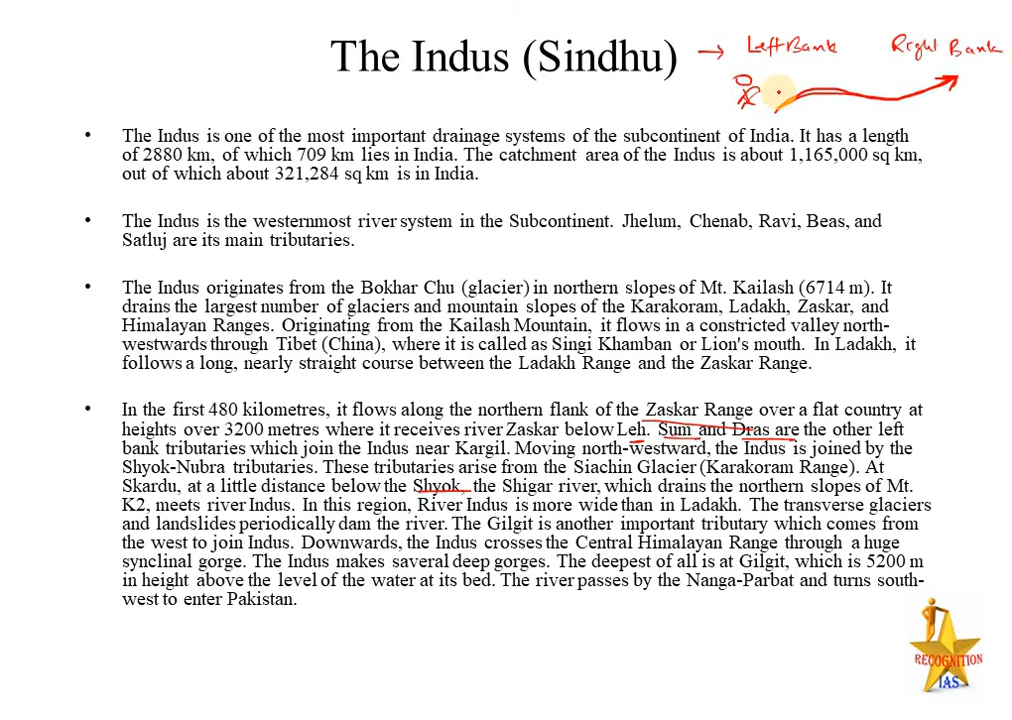 The Indus (Sindhu)
Left Bank
Right Bank
• The Indus is one of the most important drainage systems of the subcontinent of India. It has a length
of 2880 km, of which 709 km lies in India. The catchment area of the Indus is about 1,165,000 sq km,
out of which about 321,284 sq km is in India.
• The Indus is the westernmost river system in the Subcontinent. Jhelum, Chenab, Ravi, Beas, and
Satluj are its main tributaries.
• The Indus originates from the Bokhar Chu (glacier) in northern slopes of Mt. Kailash (6714 m). It
drains the largest number of glaciers and mountain slopes of the Karakoram, Ladakh, Zaskar, and
Himalayan Ranges. Originating from the Kailash Mountain, it flows in a constricted valley north-
westwards through Tibet (China), where it is called as Singi Khamban or Lion's mouth. In Ladakh, it
follows a long, nearly straight course between the Ladakh Range and the Zaskar Range.
• In the first 480 kilometres, it flows along the northern flank of the Zaskar Range over a flat country at
heights over 3200 metres where it receives river Zaskar below Leh. Sum and Dras are the other left
bank tributaries which join the Indus near Kargil. Moving north-westward, the Indus is joined by the
Shyok-Nubra tributaries. These tributaries arise from the Siachin Glacier (Karakoram Range). At
Skardu, at a little distance below the Shyok, the Shigar river, which drains the northern slopes of Mt.
K2, meets river Indus. In this region, River Indus is more wide than in Ladakh. The transverse glaciers
and landslides periodically dam the river. The Gilgit is another important tributary which comes from
the west to join Indus. Downwards, the Indus crosses the Central Himalayan Range through a huge
synclinal gorge. The Indus makes saveral deep gorges. The deepest of all is at Gilgit, which is 5200 m
in height above the level of the water at its bed. The river passes by the Nanga-Parbat and turns south-
west to enter Pakistan.
RECOGNITION
IAS